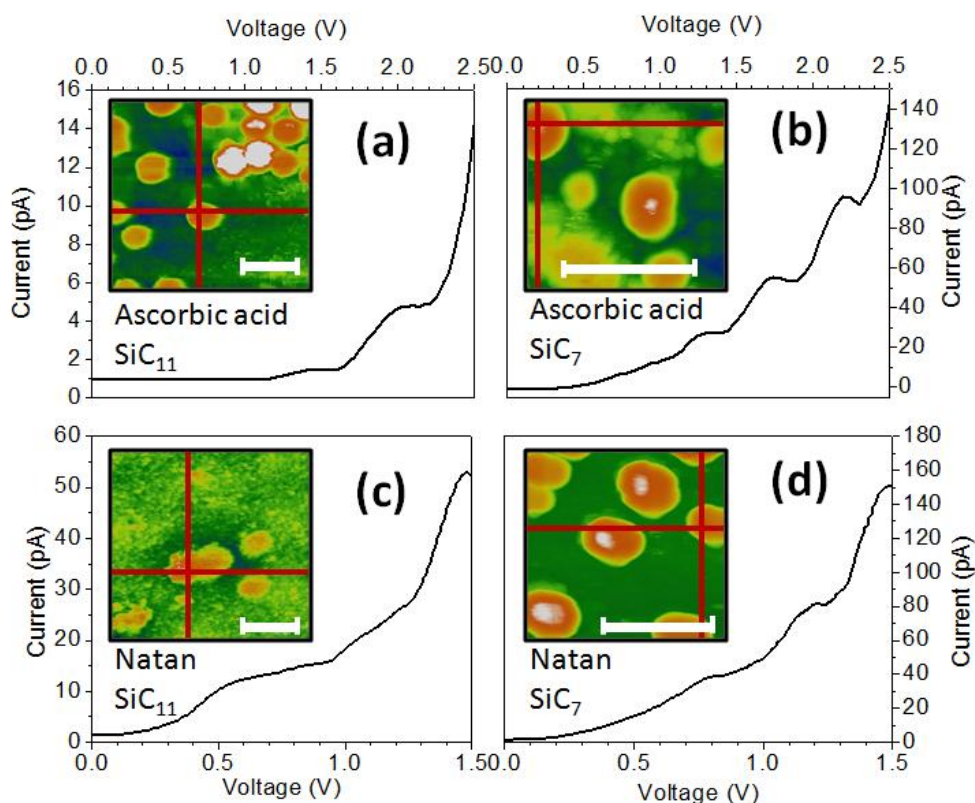 Voltage (V)
0.0 0.5 1.0 1.5 2.0 2.5
Voltage (V)
0.0 0.5 1.0 1.5 2.0 2.5
Current (pA)
16
14
12
10
8
6
4
2
0
(a)
Ascorbic acid
SiC₁₁
(b)
Ascorbic acid
SiC₇
140
120
100
80
60
40
20
0
Current (pA)
Current (pA)
60
50
40
30
20
10
0
(c)
Natan
SiC₁₁
0.0 0.5 1.0 1.5
Voltage (V)
(d)
Natan
SiC₇
180
160
140
120
100
80
60
40
20
0
Current (pA)
0.0 0.5 1.0 1.50
Voltage (V)